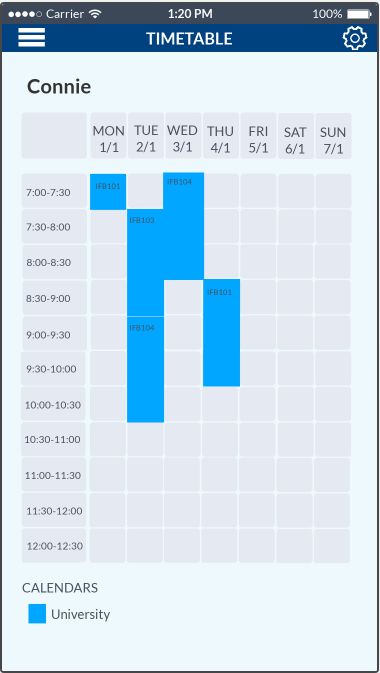 Carrier 1:20 PM 100%
TIMETABLE
Connie
MON TUE WED THU FRI SAT SUN
1/1 2/1 3/1 4/1 5/1 6/1 7/1
7:00-7:30 IFB101 IFB104
7:30-8:00 IFB103
8:00-8:30
8:30-9:00 IFB101
9:00-9:30 IFB104
9:30-10:00
10:00-10:30
10:30-11:00
11:00-11:30
11:30-12:00
12:00-12:30
CALENDARS
University